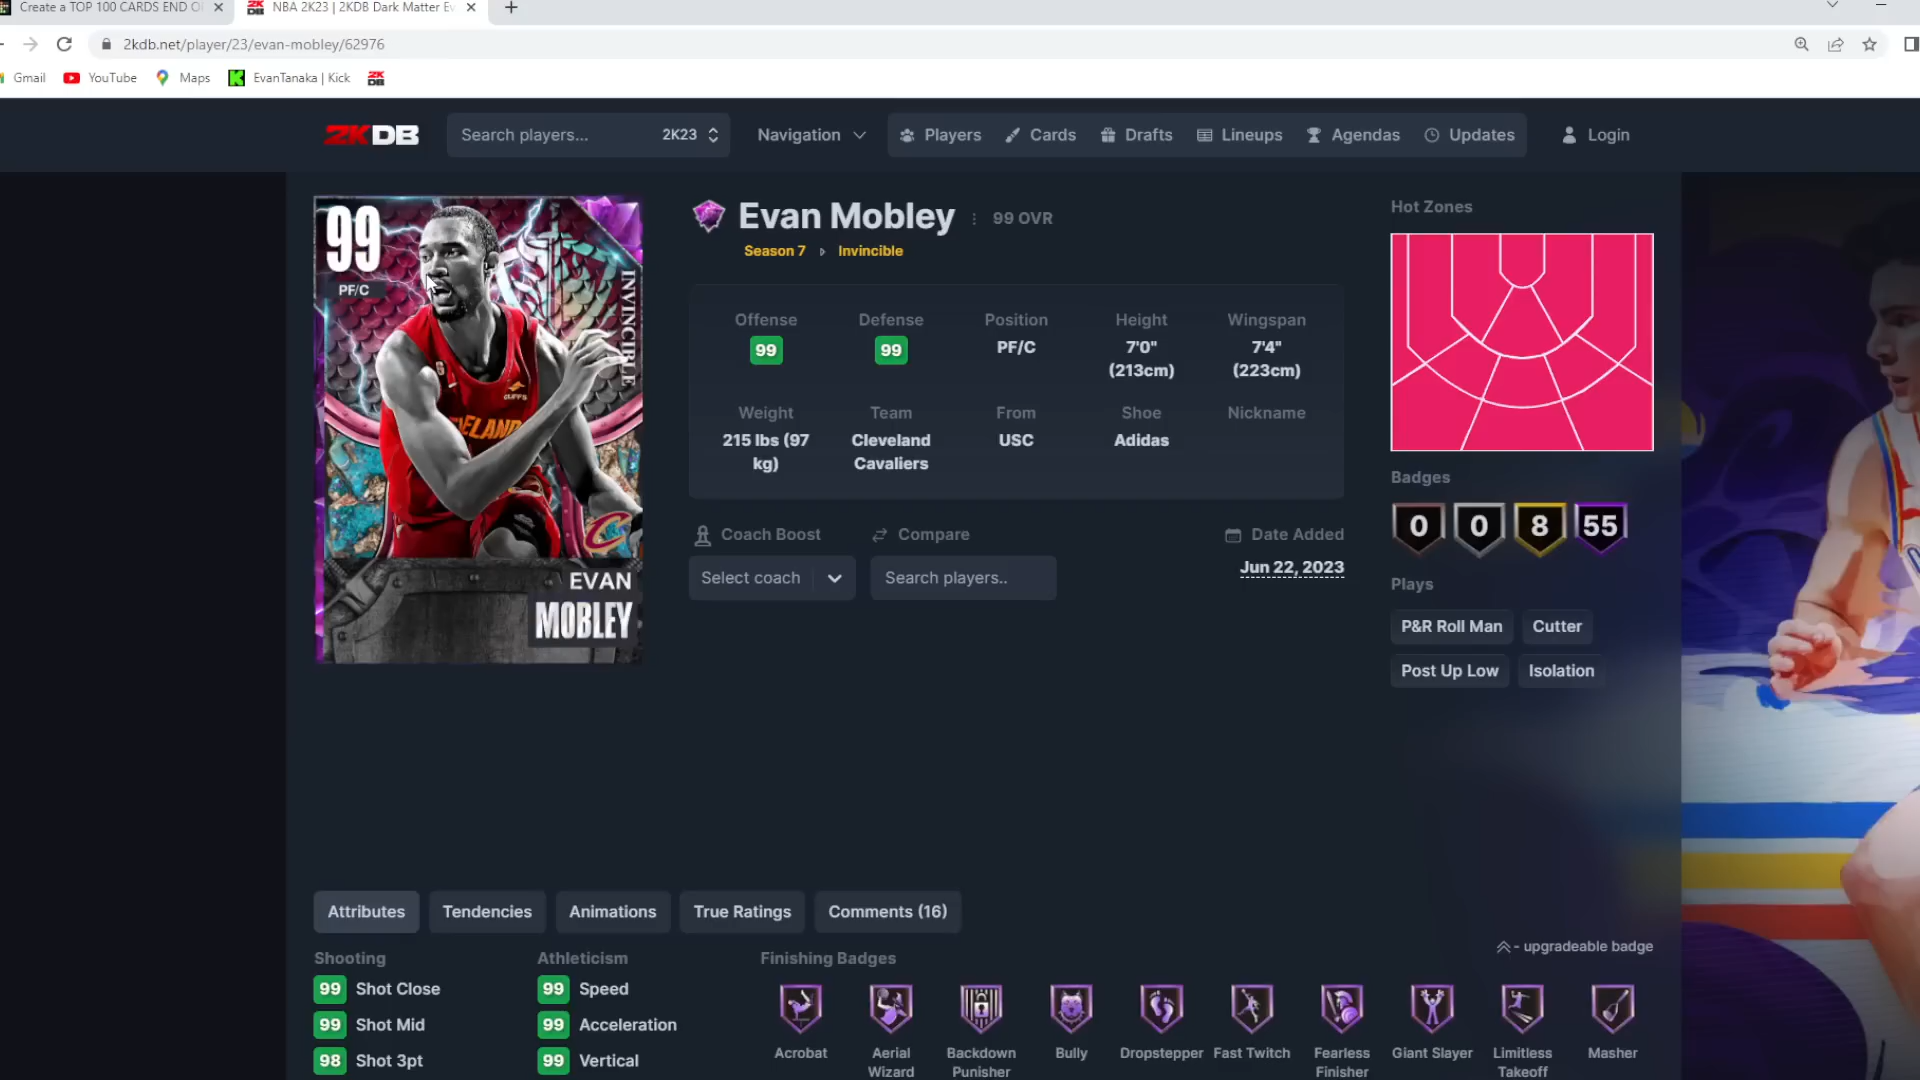 Create a TOP 100 CARDS END O
NBA 2K23 | 2KDB Dark Matter Ev
2kdb.net/player/23/evan-mobley/62976
Gmail
YouTube
Maps
EvanTanaka | Kick
2KDB
Search players...
2K23
Navigation
Players
Cards
Drafts
Lineups
Agendas
Updates
Login
99
PF/C
INVINCIBLE
CLIFFS
EVAN
MOBLEY
Evan Mobley
99 OVR
Season 7
Invincible
Offense
Defense
Position
Height
Wingspan
99
99
PF/C
7'0"
(213cm)
7'4"
(223cm)
Weight
Team
From
Shoe
Nickname
215 lbs (97
kg)
Cleveland
Cavaliers
USC
Adidas
Coach Boost
Compare
Date Added
Select coach
Search players..
Jun 22, 2023
Hot Zones
Badges
0
0
8
55
Plays
P&R Roll Man
Cutter
Post Up Low
Isolation
Attributes
Tendencies
Animations
True Ratings
Comments (16)
- upgradeable badge
Shooting
99 Shot Close
99 Shot Mid
98 Shot 3pt
Athleticism
99 Speed
99 Acceleration
99 Vertical
Finishing Badges
Acrobat
Aerial
Wizard
Backdown
Punisher
Bully
Dropstepper
Fast Twitch
Fearless
Finisher
Giant Slayer
Limitless
Takeoff
Masher